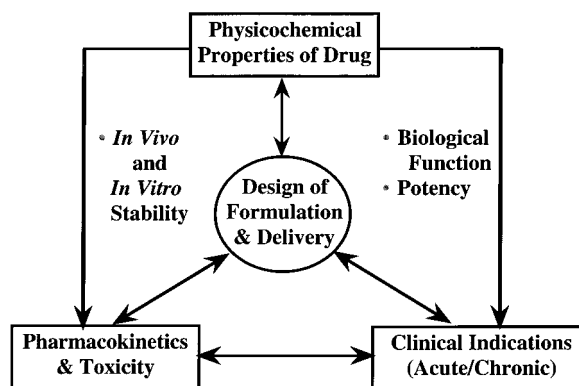 Physicochemical
Properties of Drug
• In Vivo
and
In Vitro
Stability
• Biological
Function
• Potency
Design of
Formulation
& Delivery
Pharmacokinetics
& Toxicity
Clinical Indications
(Acute/Chronic)